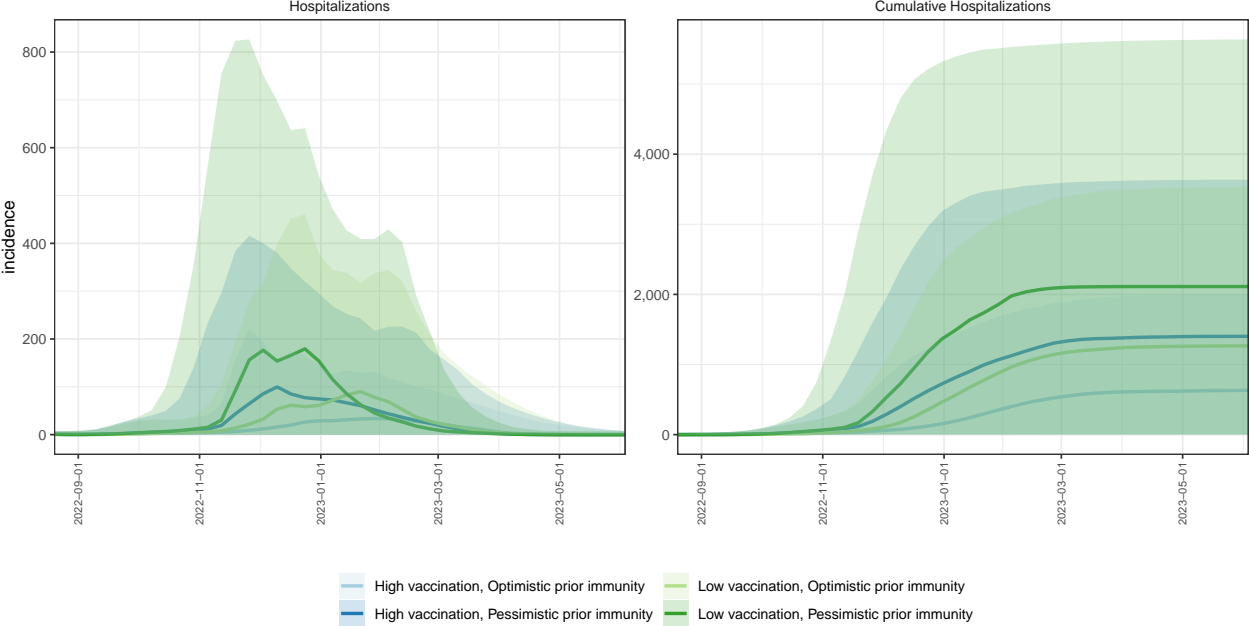 Hospitalizations
Cumulative Hospitalizations
incidence
800
600
400
200
0
4,000
2,000
0
2022−09−01
2022−11−01
2023−01−01
2023−03−01
2023−05−01
2022−09−01
2022−11−01
2023−01−01
2023−03−01
2023−05−01
High vaccination, Optimistic prior immunity
Low vaccination, Optimistic prior immunity
High vaccination, Pessimistic prior immunity
Low vaccination, Pessimistic prior immunity